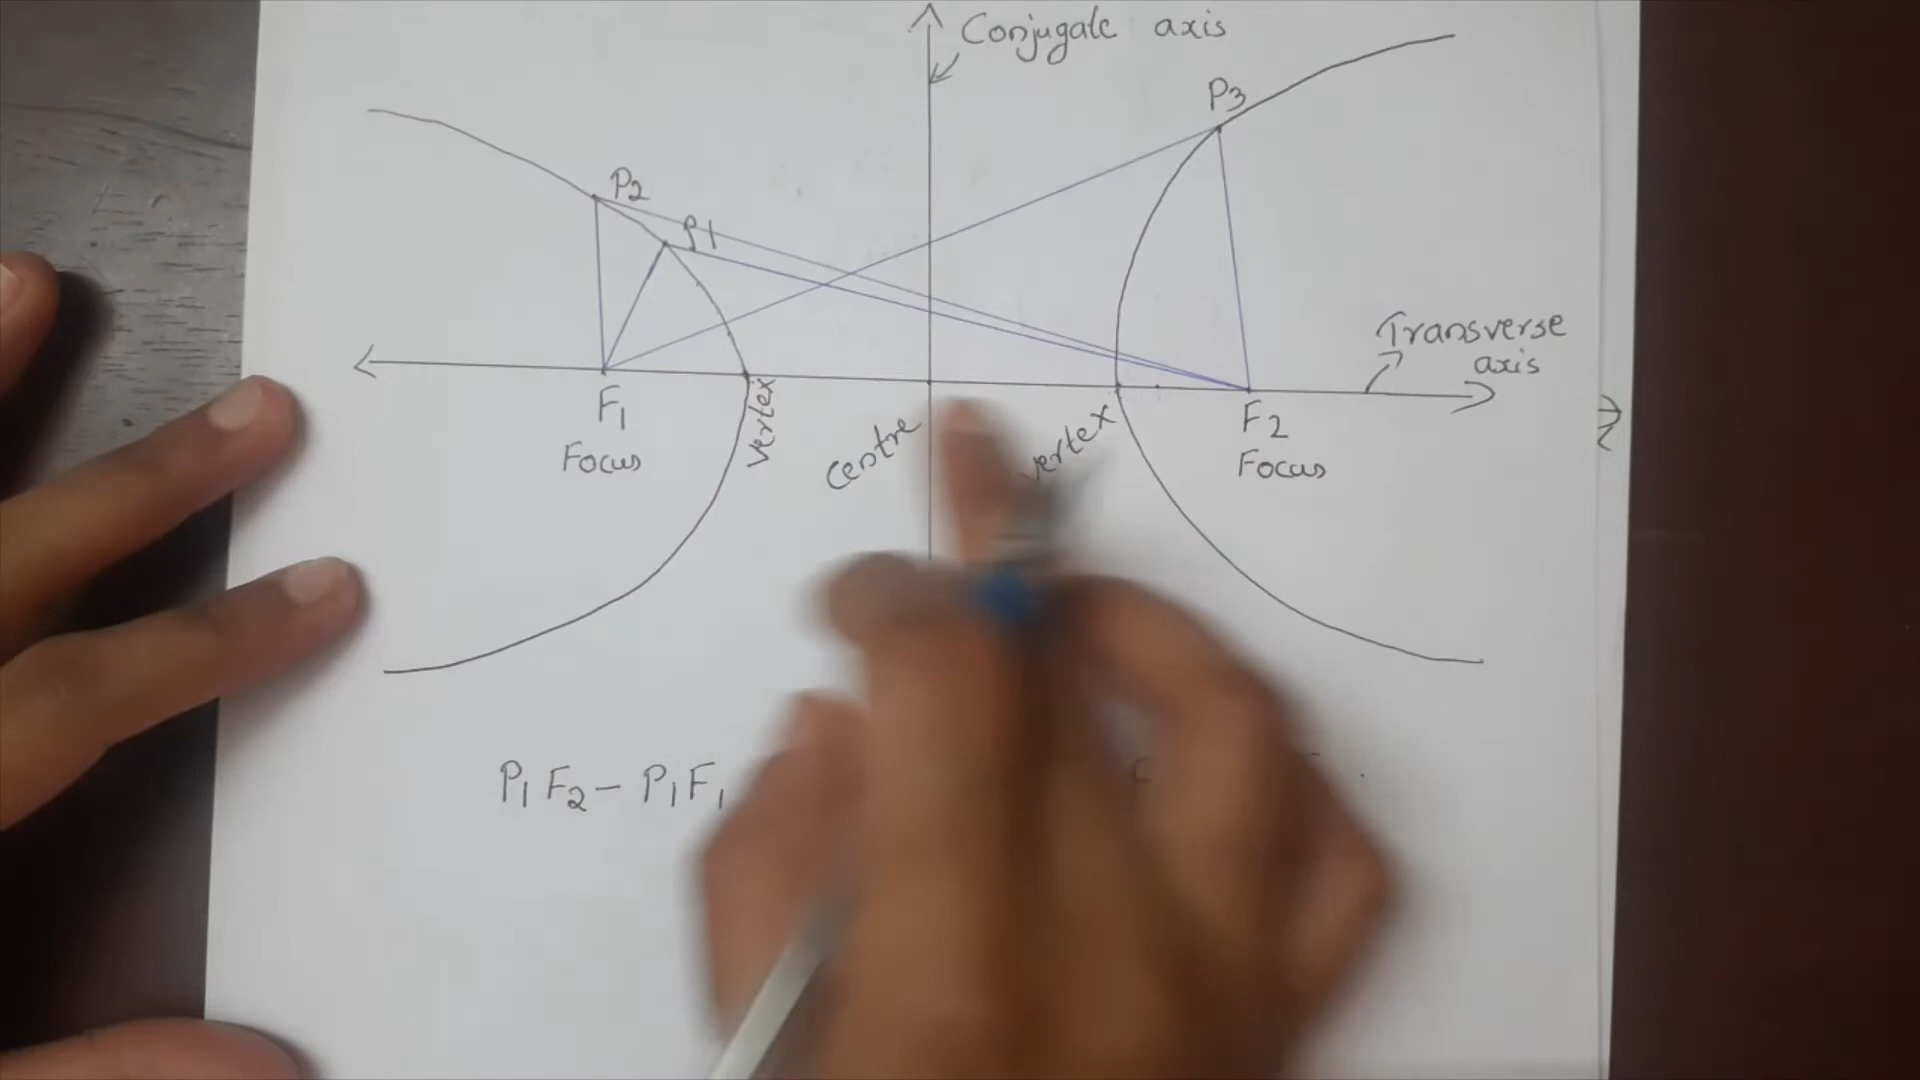 Conjugate axis
P3
P2
P1
Transverse
axis
F1
Focus
vertex
Centre
vertex
F2
Focus
P1 F2 - P1 F1